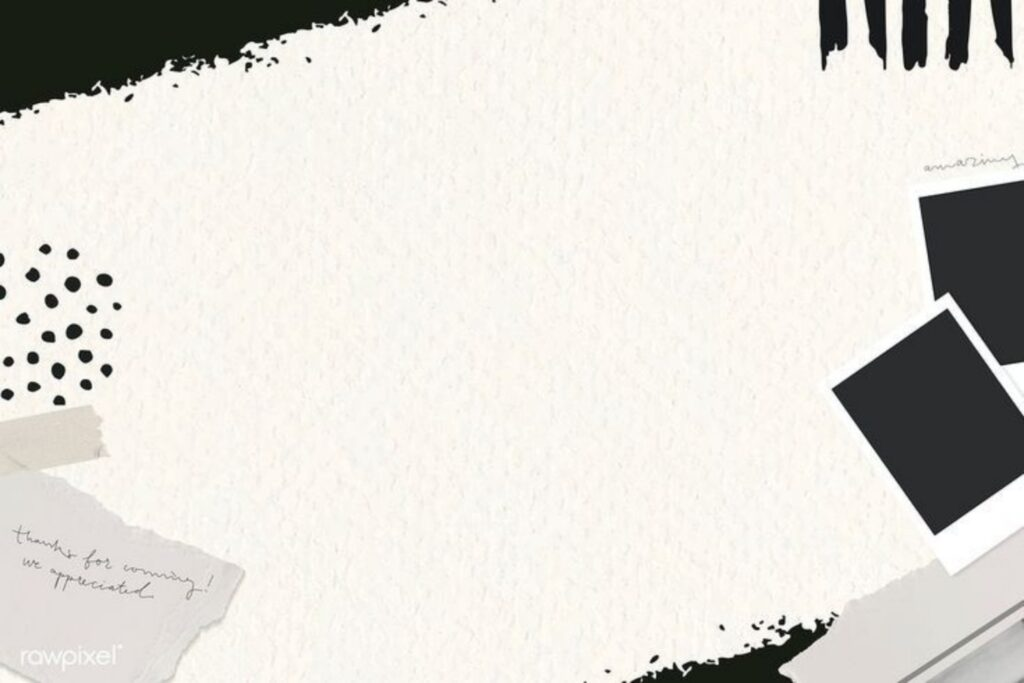 amazing
thanks for coming!
we appreciated
rawpixel